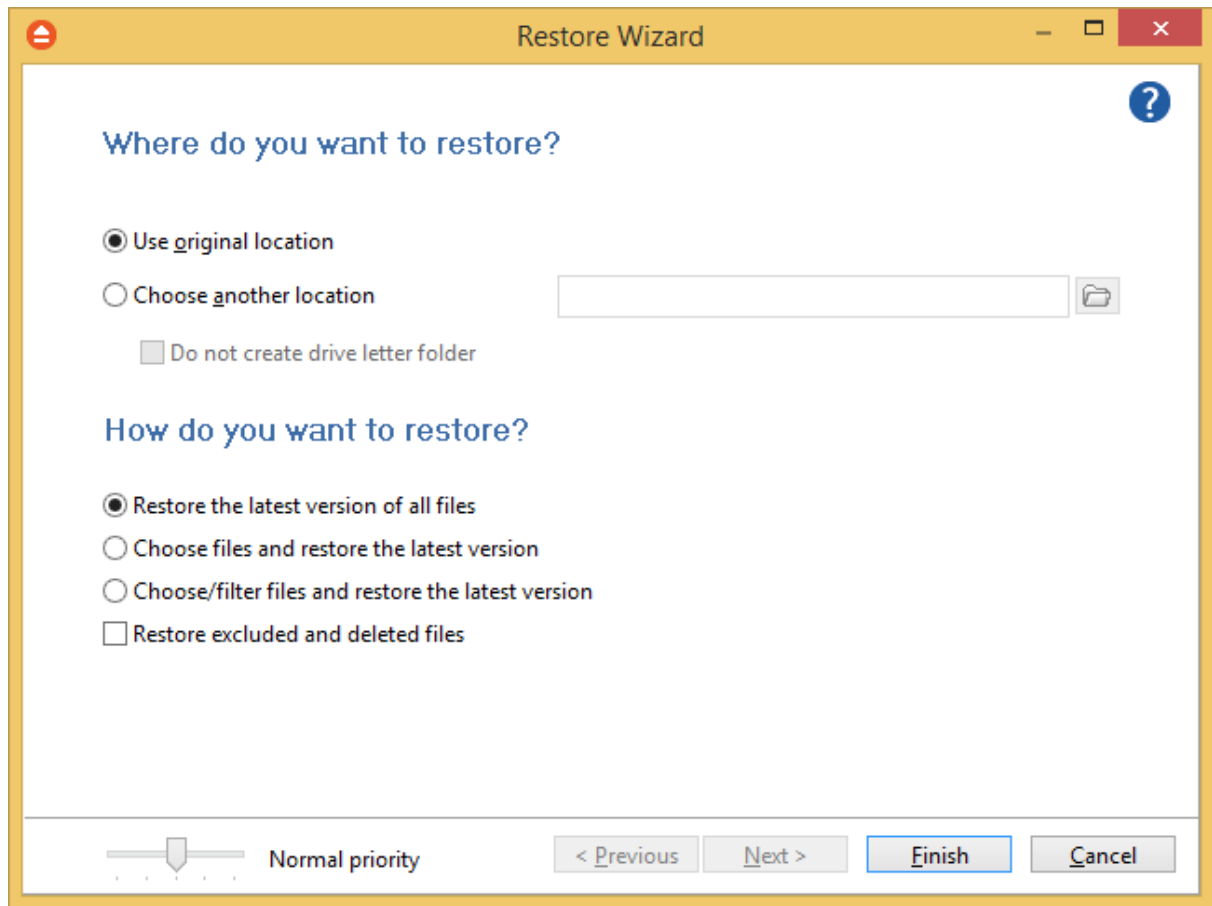 Restore Wizard
?
Where do you want to restore?
Use original location
Choose another location
Do not create drive letter folder
How do you want to restore?
Restore the latest version of all files
Choose files and restore the latest version
Choose/filter files and restore the latest version
Restore excluded and deleted files
Normal priority
< Previous
Next >
Finish
Cancel